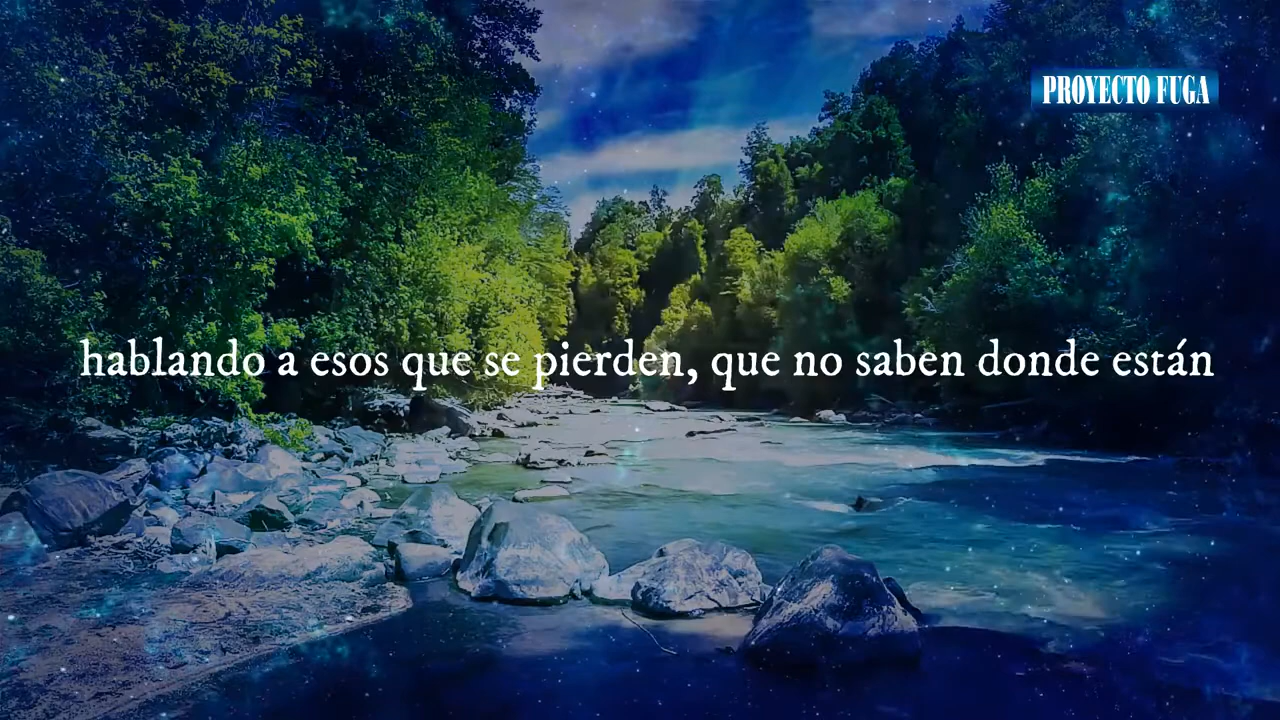 PROYECTO FUGA
hablando a esos que se pierden, que no saben donde están